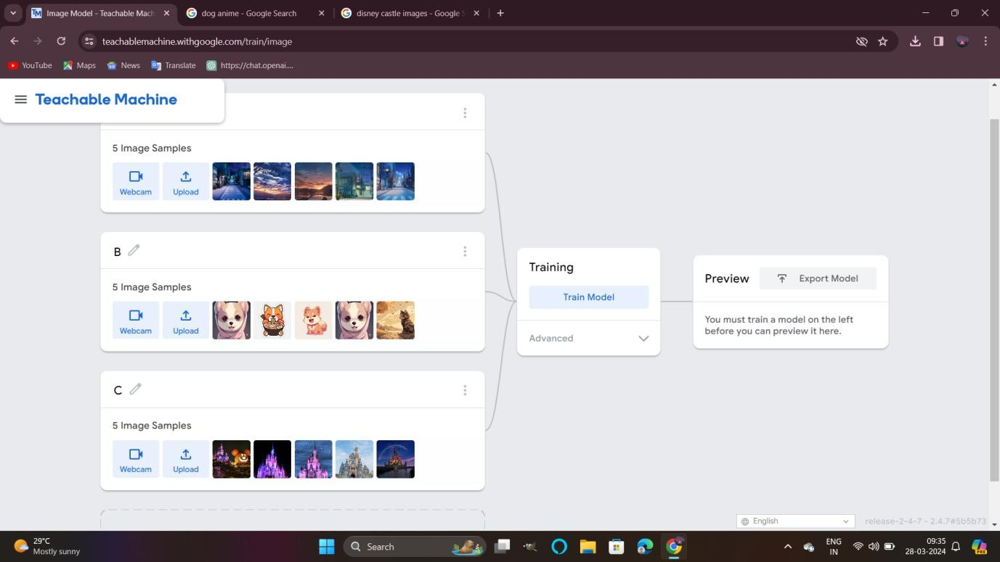 Image Model - Teachable Mach
dog anime - Google Search
disney castle images - Google S
teachablemachine.withgoogle.com/train/image
YouTube
Maps
News
Translate
https://chat.openai....
Teachable Machine
5 Image Samples
Webcam
Upload
B
5 Image Samples
Webcam
Upload
C
5 Image Samples
Webcam
Upload
Training
Train Model
Advanced
Preview
Export Model
You must train a model on the left
before you can preview it here.
English
release-2-4-7 - 2.4.7#5b5b73
29°C
Mostly sunny
Search
ENG
IN
09:35
28-03-2024
PRE